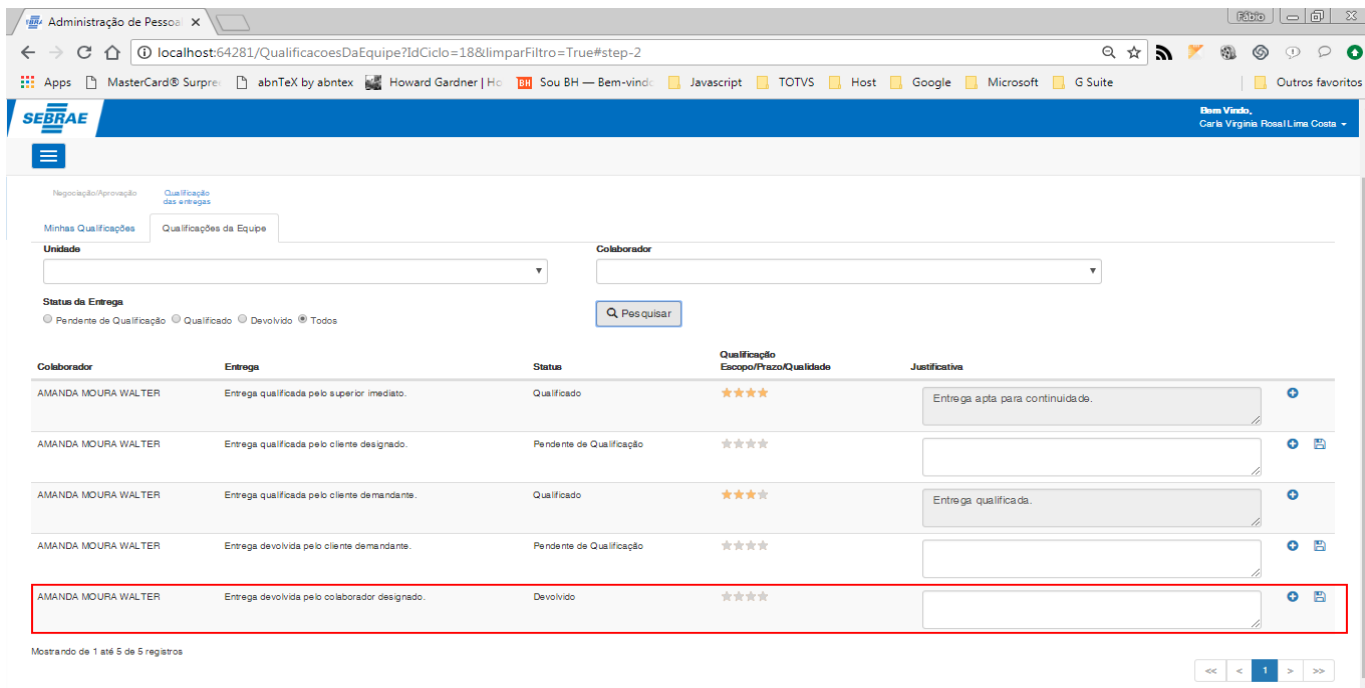 Administração de Pessoa
Fábio
localhost:64281/QualificacoesDaEquipe?IdCiclo=18&limparFiltro=True#step-2
Apps MasterCard® Surpre abnTeX by abntex Howard Gardner | Ho Sou BH — Bem-vindo Javascript TOTVS Host Google Microsoft G Suite Outros favoritos
SEBRAE
Bem Vindo,
Carla Virginia Rosal Lima Costa
Negociação/Aprovação Qualificação
das entregas
Minhas Qualificações Qualificações da Equipe
Unidade Colaborador
Status da Entrega
Pendente de Qualificação Qualificado Devolvido Todos
Pesquisar
Colaborador Entrega Status Qualificação
Escopo/Prazo/Qualidade Justificativa
AMANDA MOURA WALTER Entrega qualificada pelo superior imediato. Qualificado Entrega apta para continuidade.
AMANDA MOURA WALTER Entrega qualificada pelo cliente designado. Pendente de Qualificação
AMANDA MOURA WALTER Entrega qualificada pelo cliente demandante. Qualificado Entrega qualificada.
AMANDA MOURA WALTER Entrega devolvida pelo cliente demandante. Pendente de Qualificação
AMANDA MOURA WALTER Entrega devolvida pelo colaborador designado. Devolvido
Mostrando de 1 até 5 de 5 registros
<< < 1 > >>